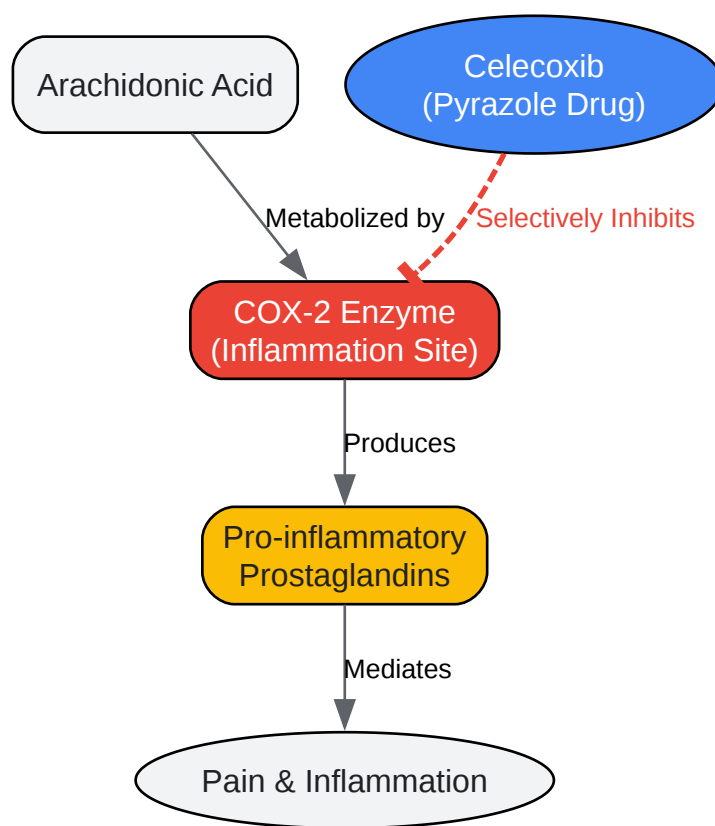 Arachidonic Acid
Celecoxib
(Pyrazole Drug)
Metabolized by
Selectively Inhibits
COX-2 Enzyme
(Inflammation Site)
Produces
Pro-inflammatory
Prostaglandins
Mediates
Pain & Inflammation